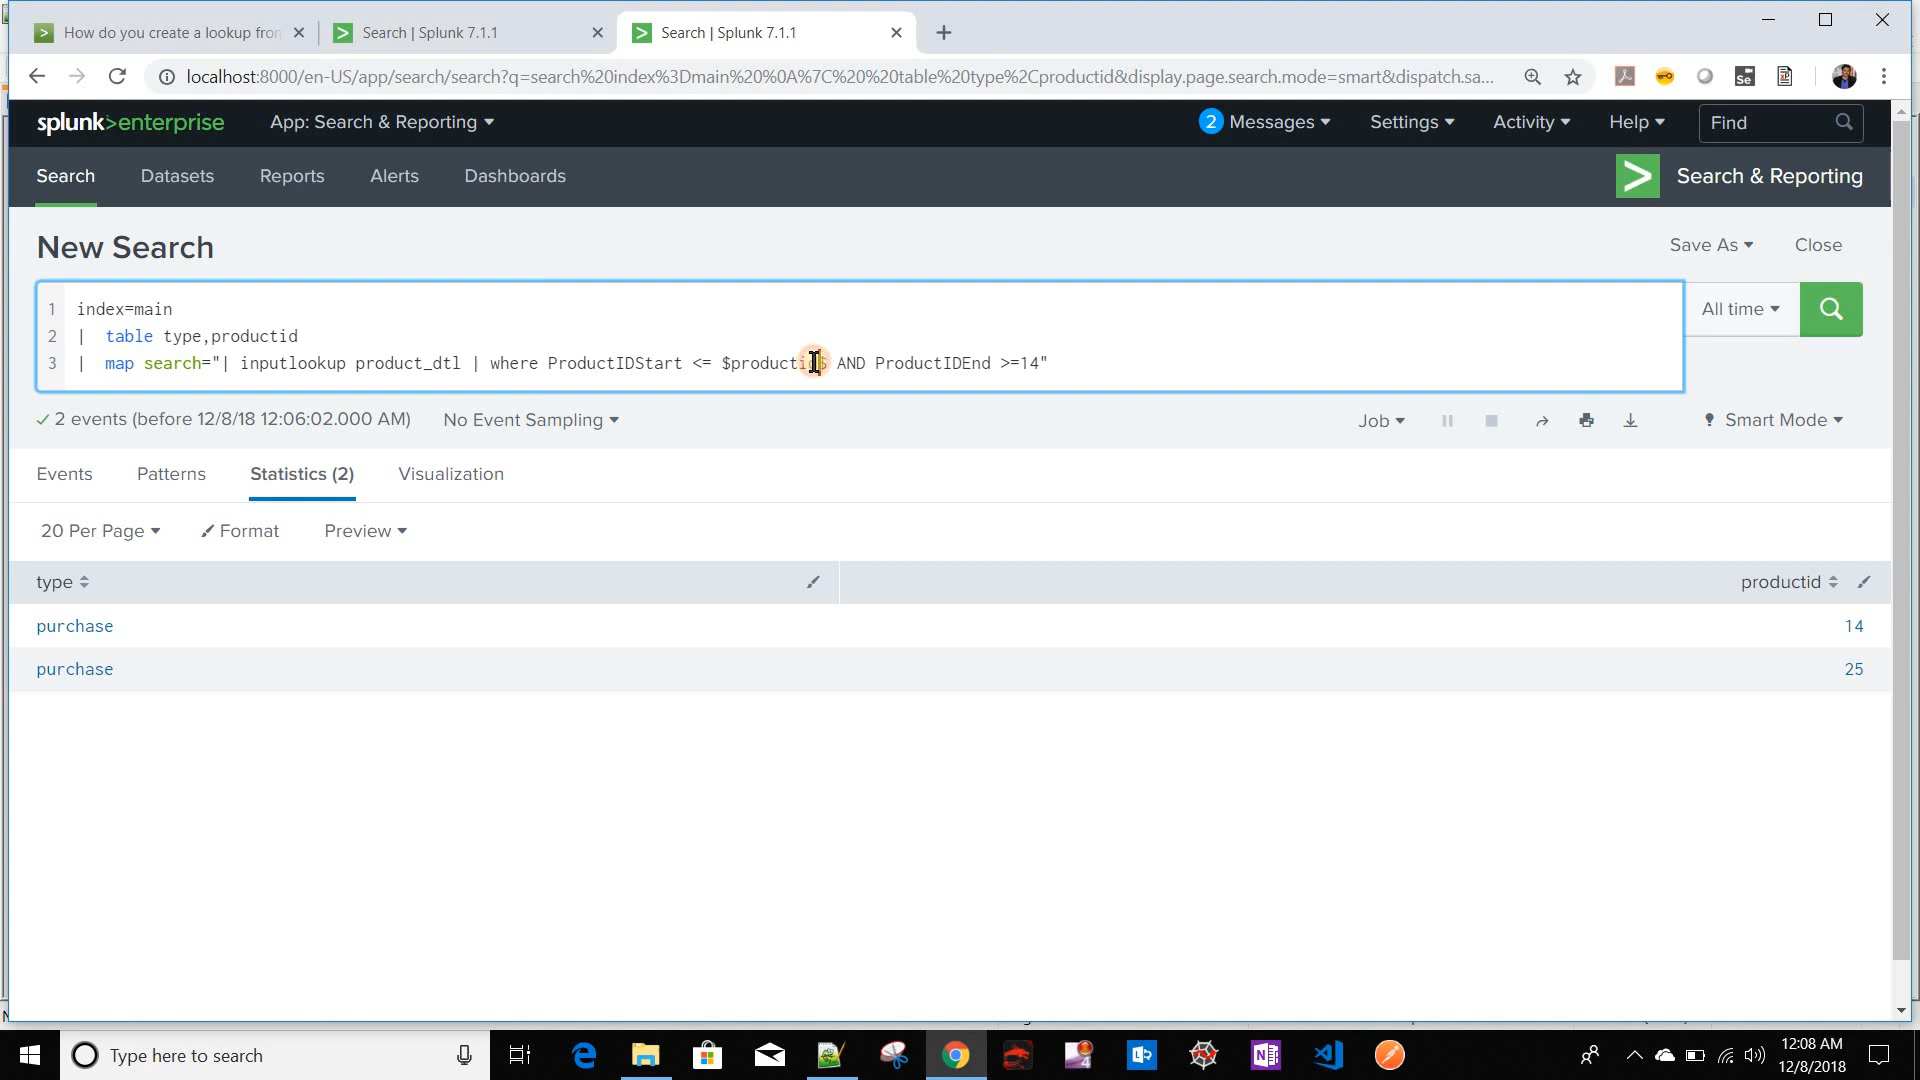 How do you create a lookup fron
Search | Splunk 7.1.1
Search | Splunk 7.1.1
localhost:8000/en-US/app/search/search?q=search%20index%3Dmain%20%0A%7C%20%20table%20type%2Cproductid&display.page.search.mode=smart&dispatch.sa...
splunk>enterprise
App: Search & Reporting
2 Messages
Settings
Activity
Help
Find
Search
Datasets
Reports
Alerts
Dashboards
Search & Reporting
New Search
Save As
Close
1 index=main
2 | table type,productid
3 | map search="| inputlookup product_dtl | where ProductIDStart <= $productid$ AND ProductIDEnd >=14"
All time
2 events (before 12/8/18 12:06:02.000 AM)
No Event Sampling
Job
Smart Mode
Events
Patterns
Statistics (2)
Visualization
20 Per Page
Format
Preview
type
productid
purchase 14
purchase 25
Type here to search
12:08 AM
12/8/2018